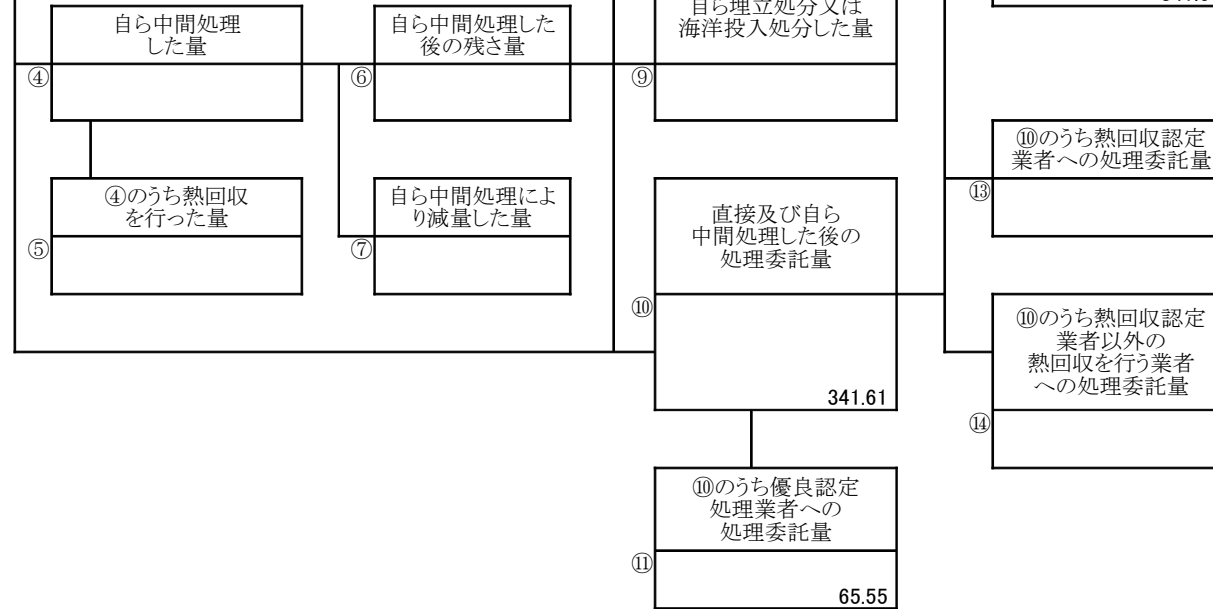 自ら中間処理
した量
④
自ら中間処理した
後の残さ量
⑥
自ら埋立処分又は
海洋投入処分した量
⑨
④のうち熱回収
を行った量
⑤
自ら中間処理によ
り減量した量
⑦
直接及び自ら
中間処理した後の
処理委託量
⑩
341.61
⑩のうち優良認定
処理業者への
処理委託量
⑪
65.55
⑩のうち熱回収認定
業者への処理委託量
⑬
⑩のうち熱回収認定
業者以外の
熱回収を行う業者
への処理委託量
⑭